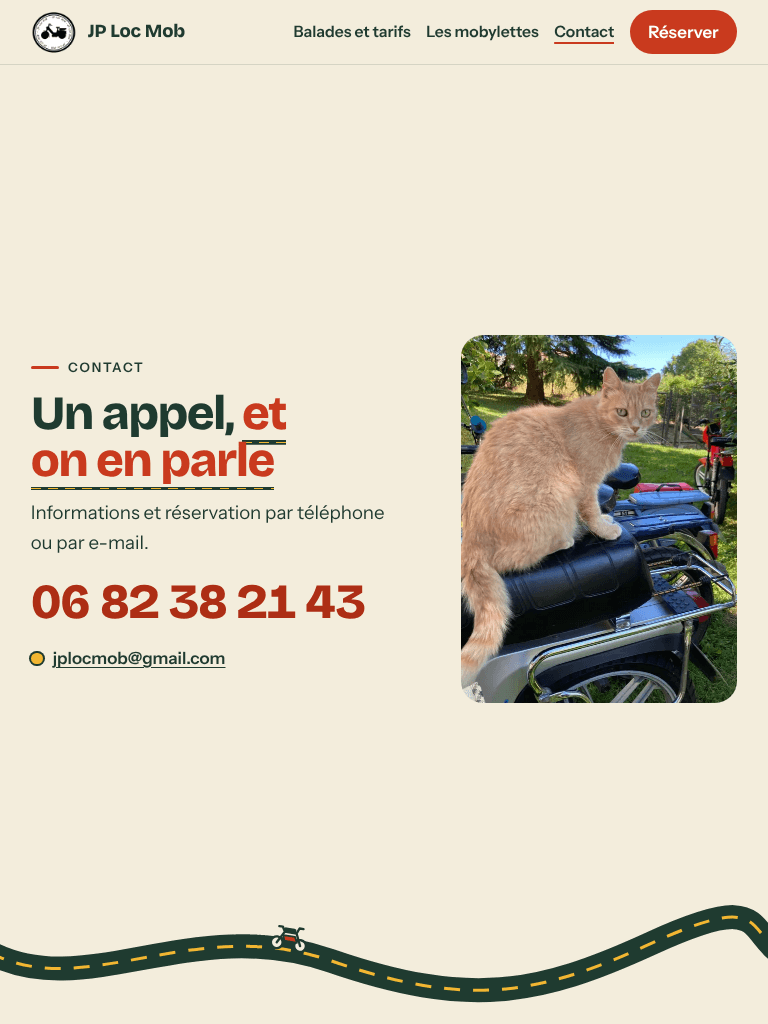 JP Loc Mob
Balades et tarifs
Les mobylettes
Contact
Réserver
CONTACT
Un appel, et
on en parle
Informations et réservation par téléphone
ou par e-mail.
06 82 38 21 43
jplocmob@gmail.com